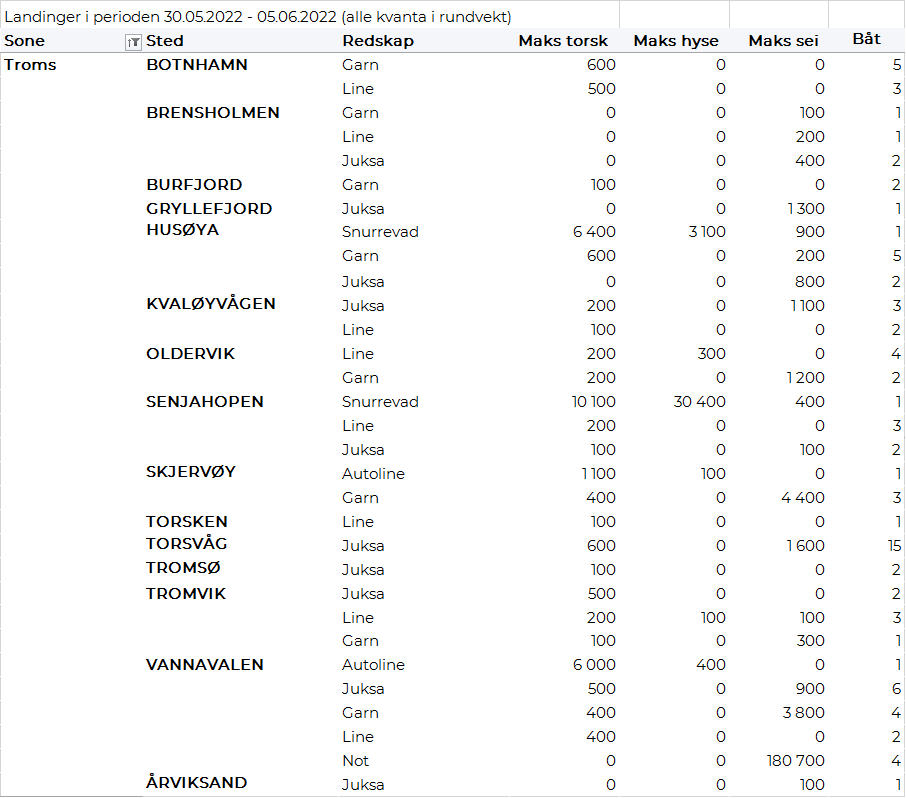 Landinger i perioden 30.05.2022 - 05.06.2022 (alle kvanta i rundvekt)
Sone Sted Redskap Maks torsk Maks hyse Maks sei Båt
Troms BOTNHAMN Garn 600 0 0 5
Line 500 0 0 3
BRENSHOLMEN Garn 0 0 100 1
Line 0 0 200 1
Juksa 0 0 400 2
BURFJORD Garn 100 0 0 2
GRYLLEFJORD Juksa 0 0 1 300 1
HUSØYA Snurrevad 6 400 3 100 900 1
Garn 600 0 200 5
Juksa 0 0 800 2
KVALØYVÅGEN Juksa 200 0 1 100 3
Line 100 0 0 2
OLDERVIK Line 200 300 0 4
Garn 200 0 1 200 2
SENJAHOPEN Snurrevad 10 100 30 400 400 1
Line 200 0 0 3
Juksa 100 0 100 2
SKJERVØY Autoline 1 100 100 0 1
Garn 400 0 4 400 3
TORSKEN Line 100 0 0 1
TORSVÅG Juksa 600 0 1 600 15
TROMSØ Juksa 100 0 0 2
TROMVIK Juksa 500 0 0 2
Line 200 100 100 3
Garn 100 0 300 1
VANNAVALEN Autoline 6 000 400 0 1
Juksa 500 0 900 6
Garn 400 0 3 800 4
Line 400 0 0 2
Not 0 0 180 700 4
ÅRVIKSAND Juksa 0 0 100 1